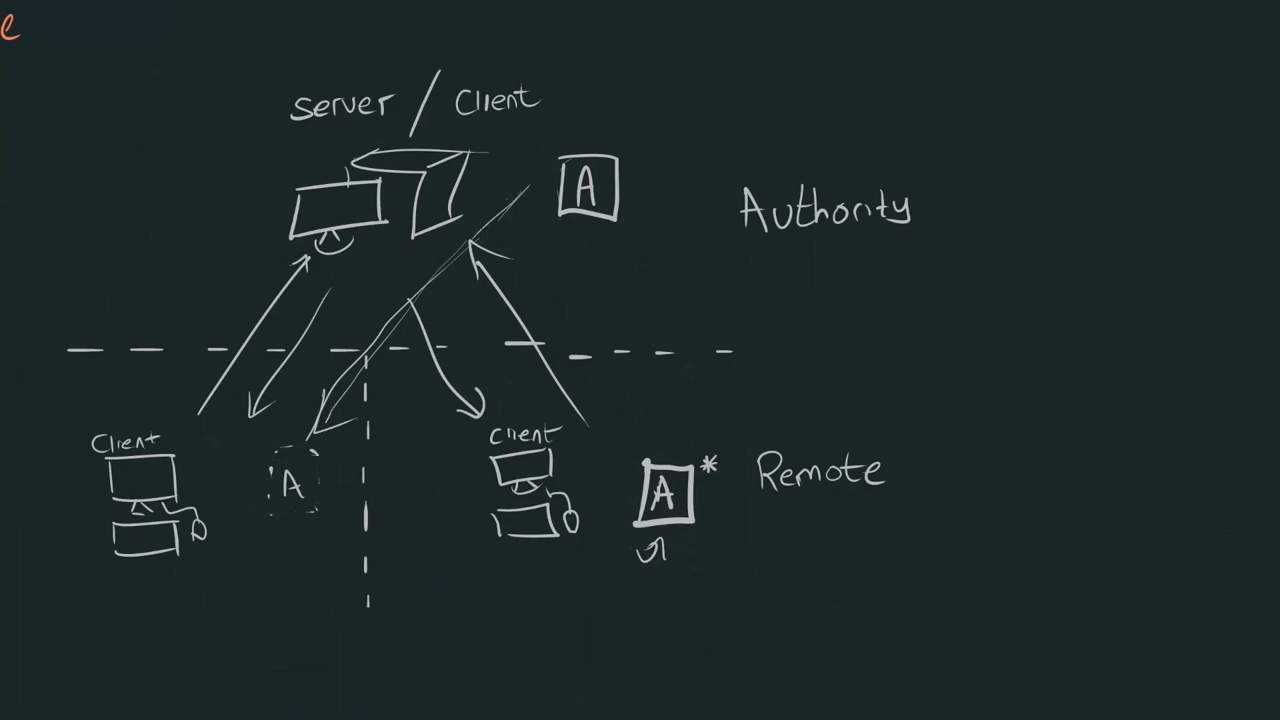 e
Server / Client
A
Authority
Client
A
Client
A *
Remote